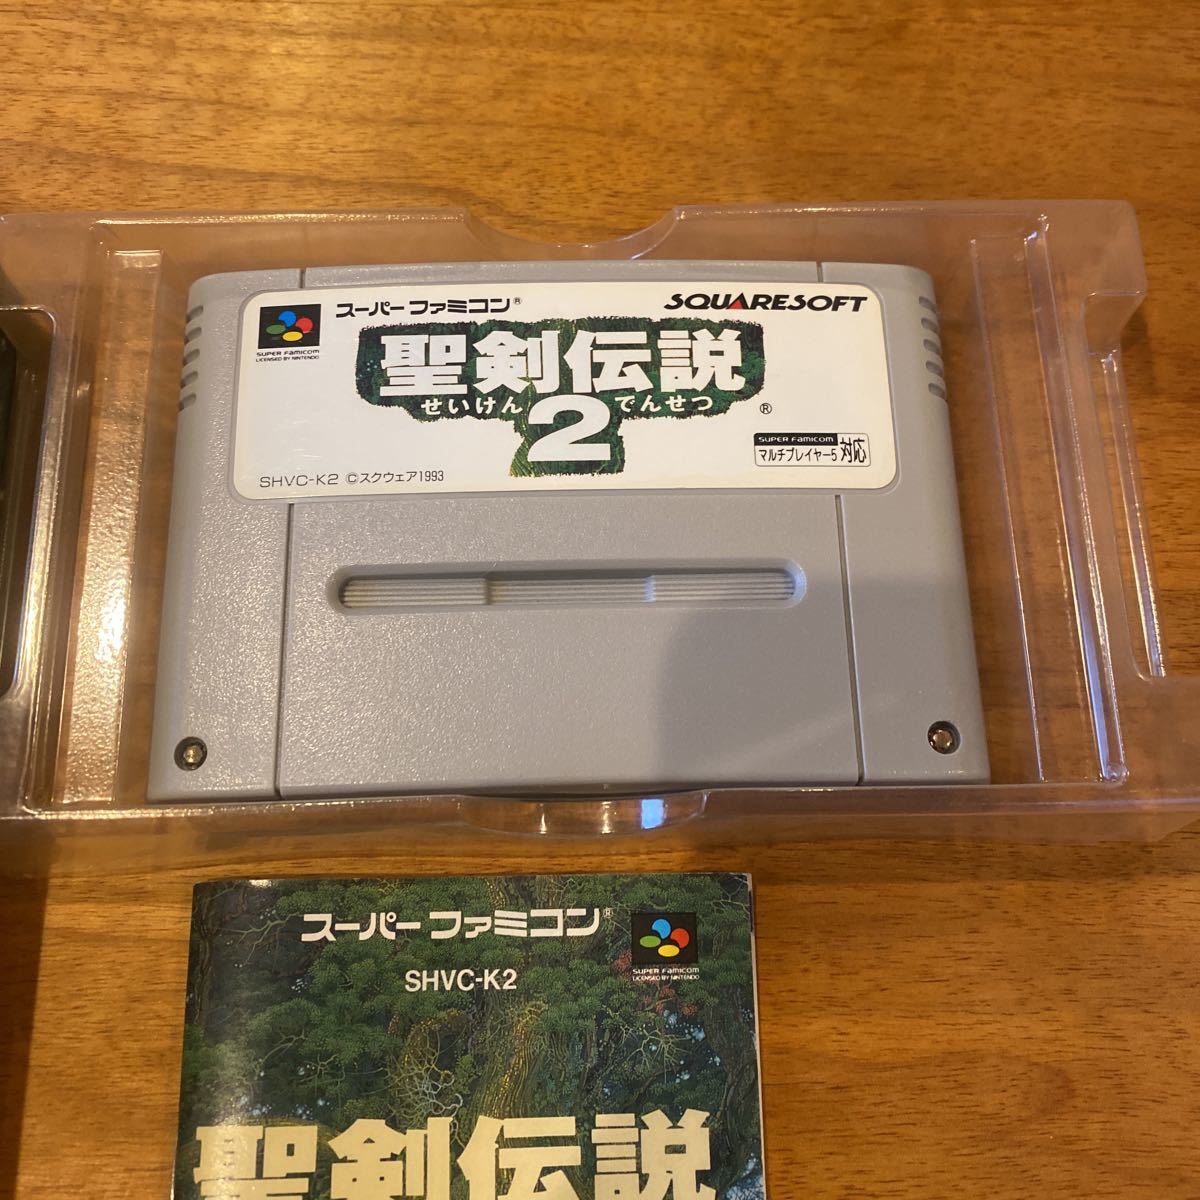 スーパーファミコン®
SQUARESOFT
SUPER FAMICOM
LICENSED BY NINTENDO
聖剣伝説
せいけん でんせつ
2
®
SUPER FAMICOM
マルチプレイヤー5 対応
SHVC-K2 ©スクウェア1993
スーパーファミコン®
SUPER FAMICOM
LICENSED BY NINTENDO
SHVC-K2
聖剣伝説